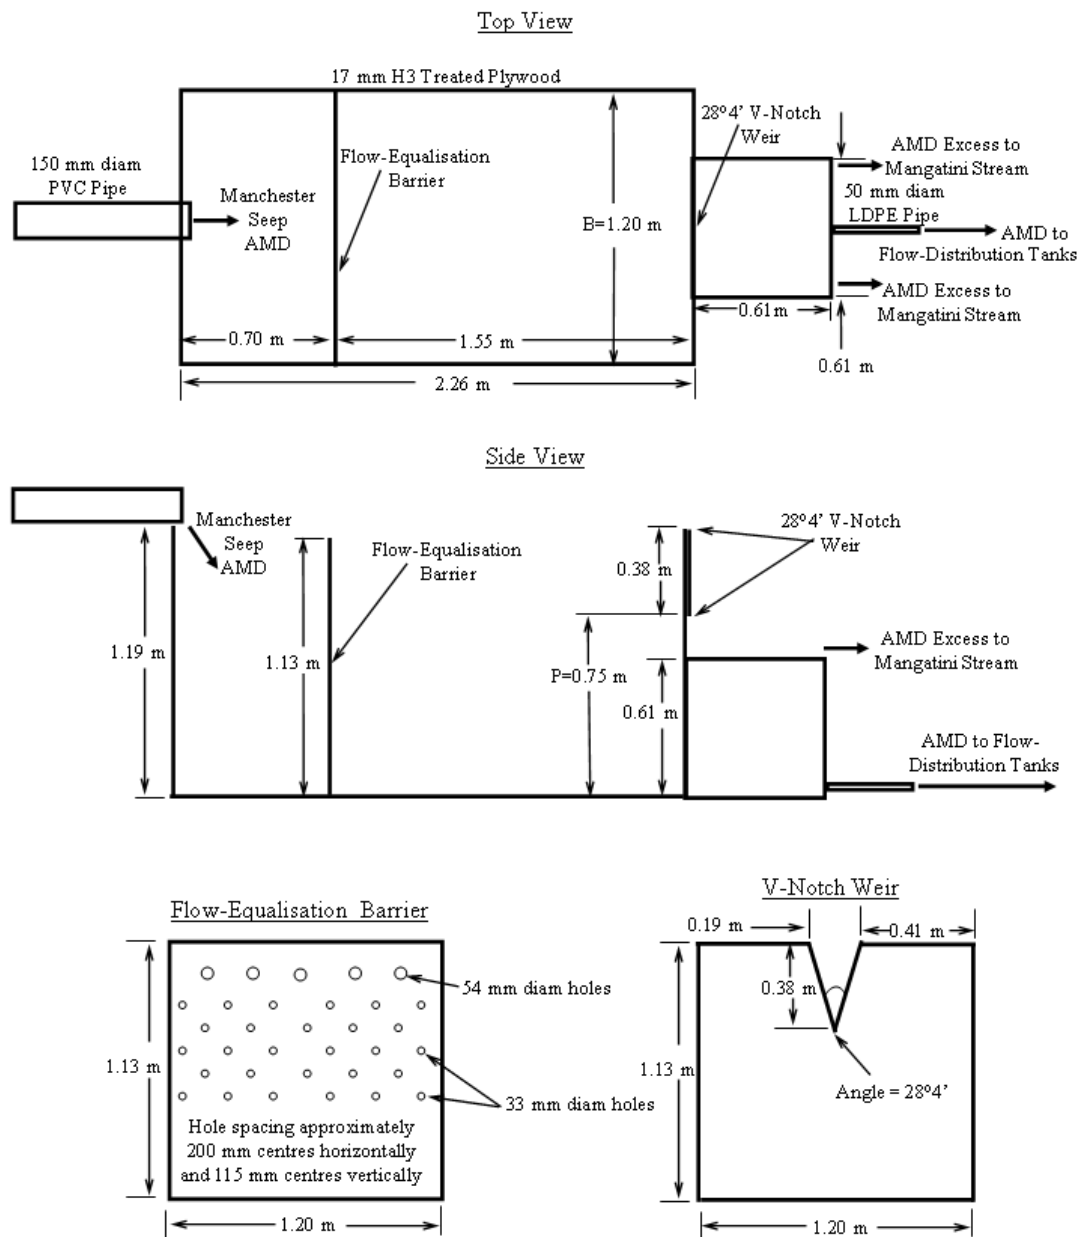 Top View
17 mm H3 Treated Plywood
28º4’ V-Notch
Weir
AMD Excess to
Mangatini Stream
150 mm diam
PVC Pipe
Flow-Equalisation
Barrier
Manchester
Seep
AMD
B=1.20 m
50 mm diam
LDPE Pipe
AMD to
Flow-Distribution Tanks
AMD Excess to
Mangatini Stream
0.61 m
0.70 m
1.55 m
0.61 m
2.26 m
Side View
Manchester
Seep
AMD
Flow-Equalisation
Barrier
28º4’ V-Notch
Weir
0.38 m
1.19 m
1.13 m
P=0.75 m
0.61 m
AMD Excess to
Mangatini Stream
AMD to Flow-
Distribution Tanks
Flow-Equalisation Barrier
54 mm diam holes
1.13 m
33 mm diam holes
Hole spacing approximately
200 mm centres horizontally
and 115 mm centres vertically
1.20 m
V-Notch Weir
0.19 m
0.41 m
0.38 m
1.13 m
Angle = 28º4’
1.20 m